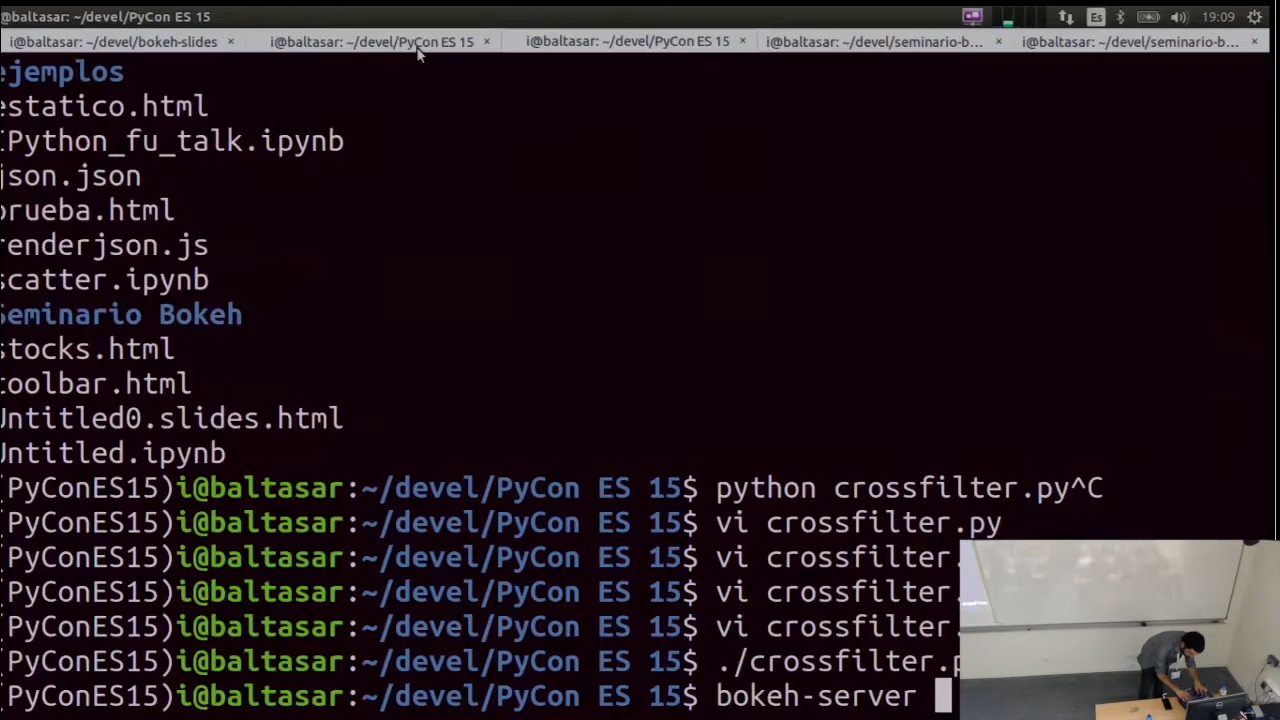 @baltasar: ~/devel/PyCon ES 15
Es
19:09
i@baltasar: ~/devel/bokeh-slides × i@baltasar: ~/devel/PyCon ES 15 × i@baltasar: ~/devel/PyCon ES 15 × i@baltasar: ~/devel/seminario-b... × i@baltasar: ~/devel/seminario-b... ×
ejemplos
estatico.html
IPython_fu_talk.ipynb
json.json
prueba.html
renderjson.js
scatter.ipynb
Seminario Bokeh
stocks.html
toolbar.html
Untitled0.slides.html
Untitled.ipynb
(PyConES15)i@baltasar:~/devel/PyCon ES 15$ python crossfilter.py^C
(PyConES15)i@baltasar:~/devel/PyCon ES 15$ vi crossfilter.py
(PyConES15)i@baltasar:~/devel/PyCon ES 15$ vi crossfilter.
(PyConES15)i@baltasar:~/devel/PyCon ES 15$ vi crossfilter.
(PyConES15)i@baltasar:~/devel/PyCon ES 15$ vi crossfilter.
(PyConES15)i@baltasar:~/devel/PyCon ES 15$ ./crossfilter.p
(PyConES15)i@baltasar:~/devel/PyCon ES 15$ bokeh-server